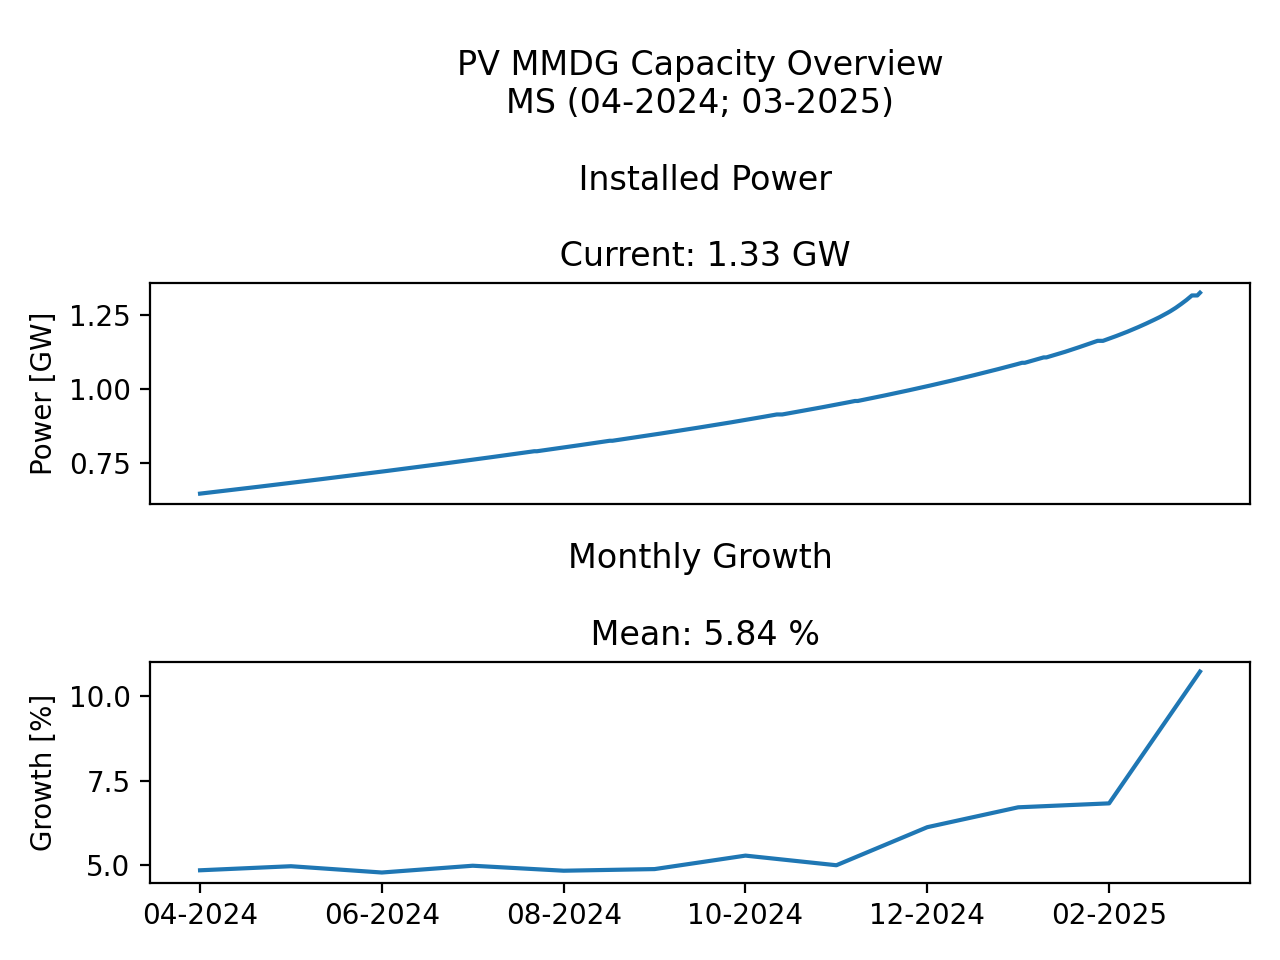 PV MMDG Capacity Overview
MS (04-2024; 03-2025)
Installed Power
Current: 1.33 GW
Power [GW]
1.25
1.00
0.75
Monthly Growth
Mean: 5.84 %
Growth [%]
10.0
7.5
5.0
04-2024 06-2024 08-2024 10-2024 12-2024 02-2025